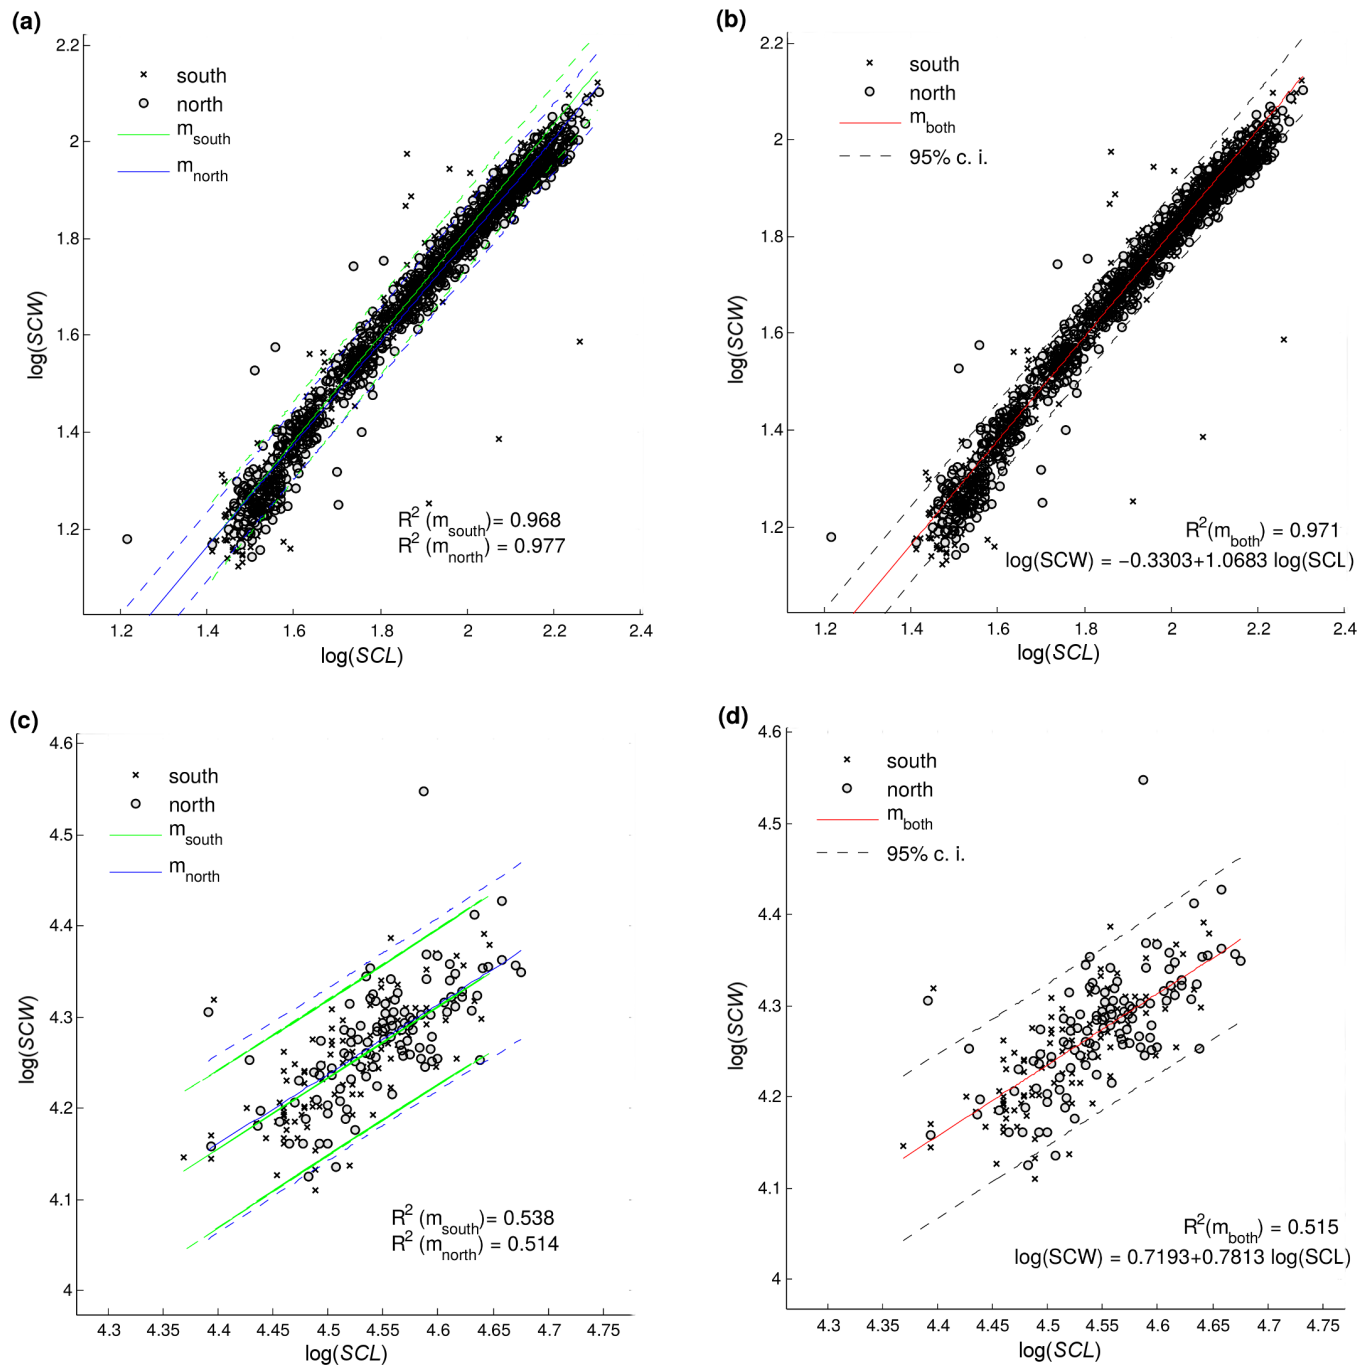 (a)
2.2
2
1.8
1.6
1.4
1.2
log(SCW)
south
north
m_south
m_north
R² (m_south)= 0.968
R² (m_north) = 0.977
1.2 1.4 1.6 1.8 2 2.2 2.4
log(SCL)
(b)
2.2
2
1.8
1.6
1.4
1.2
log(SCW)
south
north
m_both
95% c. i.
R²(m_both) = 0.971
log(SCW) = −0.3303+1.0683 log(SCL)
1.2 1.4 1.6 1.8 2 2.2 2.4
log(SCL)
(c)
4.6
4.5
4.4
4.3
4.2
4.1
4
log(SCW)
south
north
m_south
m_north
R² (m_south)= 0.538
R² (m_north) = 0.514
4.3 4.35 4.4 4.45 4.5 4.55 4.6 4.65 4.7 4.75
log(SCL)
(d)
4.6
4.5
4.4
4.3
4.2
4.1
4
log(SCW)
south
north
m_both
95% c. i.
R²(m_both) = 0.515
log(SCW) = 0.7193+0.7813 log(SCL)
4.3 4.35 4.4 4.45 4.5 4.55 4.6 4.65 4.7 4.75
log(SCL)